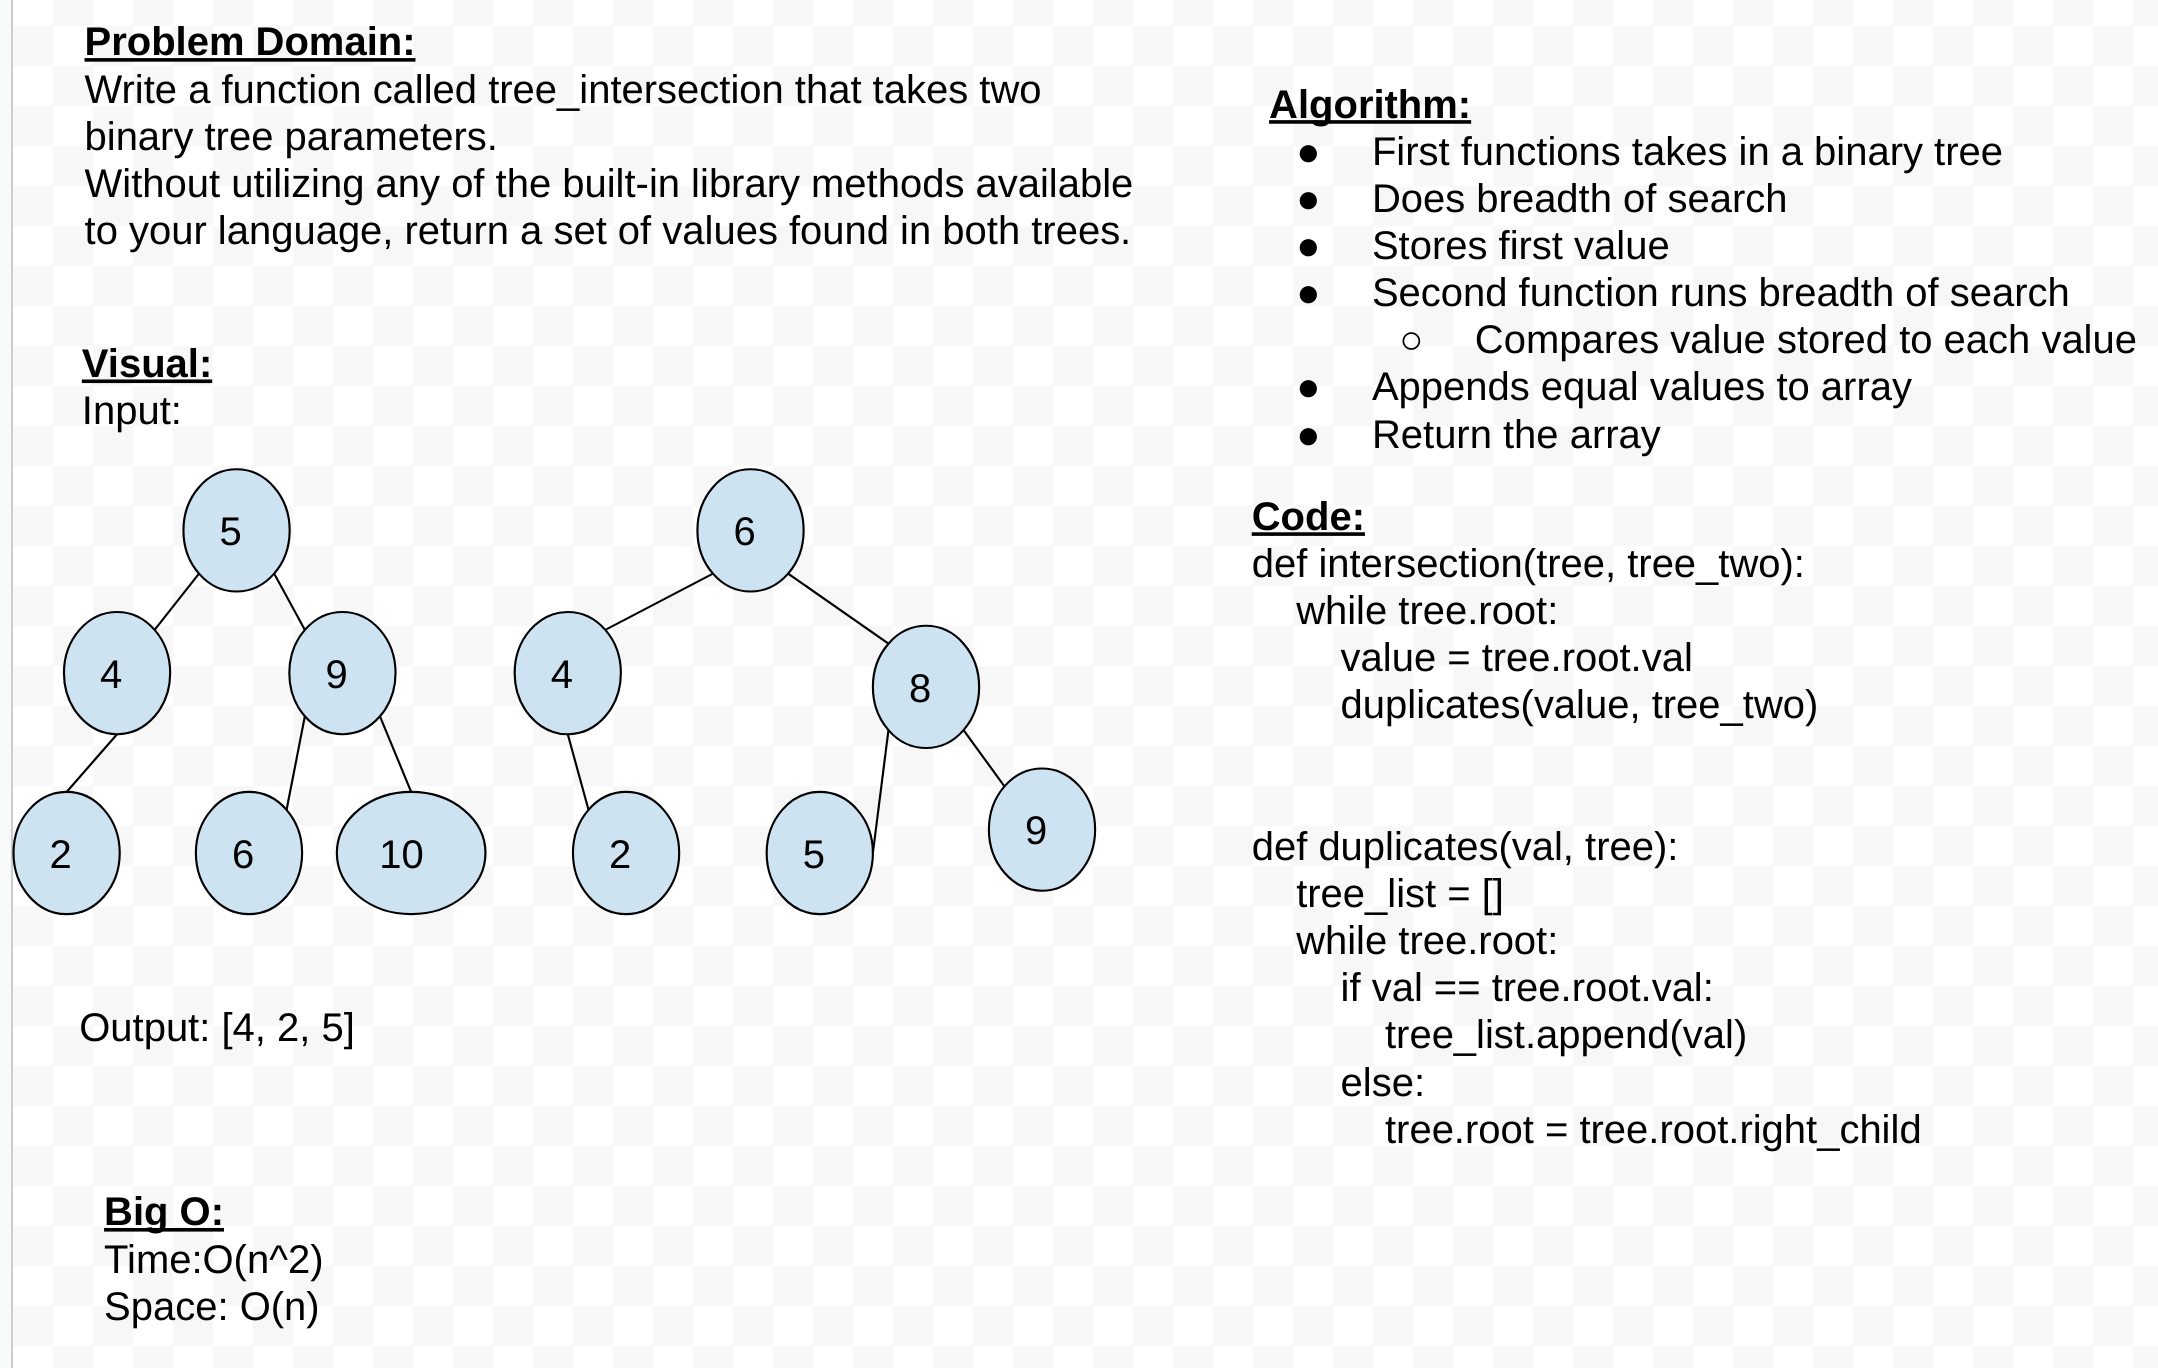 Problem Domain:
Write a function called tree_intersection that takes two
binary tree parameters.
Without utilizing any of the built-in library methods available
to your language, return a set of values found in both trees.
Visual:
Input:
5
4
9
2
6
10
6
4
8
2
5
9
Output: [4, 2, 5]
Big O:
Time:O(n^2)
Space: O(n)
Algorithm:
● First functions takes in a binary tree
● Does breadth of search
● Stores first value
● Second function runs breadth of search
○ Compares value stored to each value
● Appends equal values to array
● Return the array
Code:
def intersection(tree, tree_two):
    while tree.root:
        value = tree.root.val
        duplicates(value, tree_two)
def duplicates(val, tree):
    tree_list = []
    while tree.root:
        if val == tree.root.val:
            tree_list.append(val)
        else:
            tree.root = tree.root.right_child